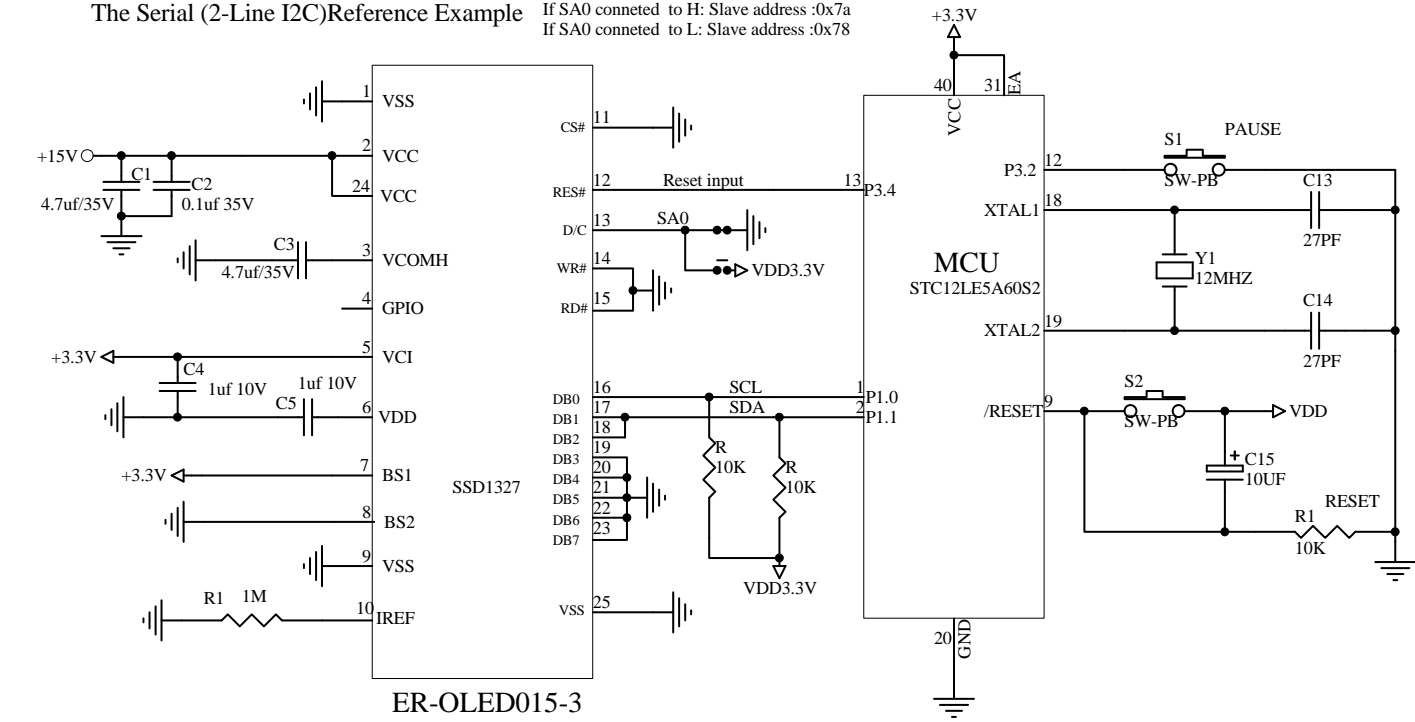 The Serial (2-Line I2C)Reference Example
If SA0 conneted to H: Slave address :0x7a
If SA0 conneted to L: Slave address :0x78
+3.3V
40
31
EA
VCC
1
VSS
2
VCC
+15V
24
VCC
C1
4.7uf/35V
C2
0.1uf 35V
3
VCOMH
C3
4.7uf/35V
4
GPIO
5
VCI
+3.3V
C4
1uf 10V
1uf 10V
C5
6
VDD
7
BS1
+3.3V
8
BS2
9
VSS
10
IREF
R1
1M
SSD1327
ER-OLED015-3
CS#
11
RES#
12
Reset input
13
P3.4
D/C
13
SA0
VDD3.3V
WR#
14
RD#
15
DB0
16
SCL
1
P1.0
DB1
17
SDA
2
P1.1
DB2
18
DB3
19
DB4
20
DB5
21
DB6
22
DB7
23
R
10K
R
10K
VDD3.3V
VSS
25
MCU
STC12LE5A60S2
P3.2
12
S1
PAUSE
SW-PB
XTAL1
18
C13
27PF
Y1
12MHZ
XTAL2
19
C14
27PF
/RESET
9
S2
SW-PB
VDD
+
C15
10UF
RESET
R1
10K
20
GND